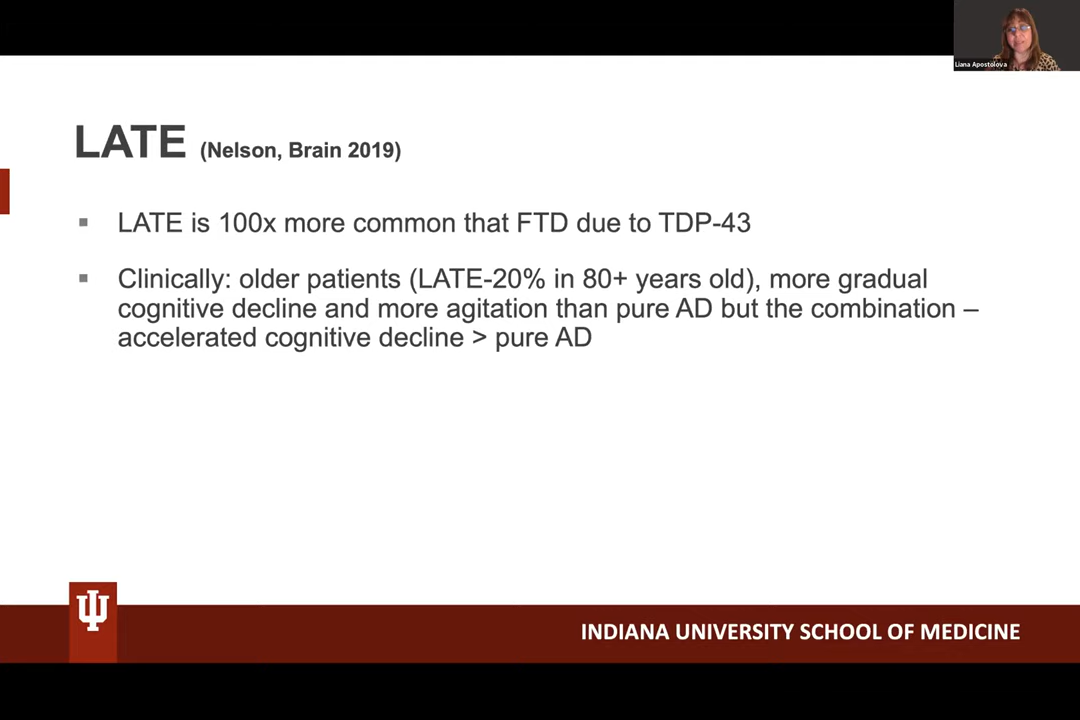 Liana Apostolova
LATE (Nelson, Brain 2019)
▪ LATE is 100x more common that FTD due to TDP-43
▪ Clinically: older patients (LATE-20% in 80+ years old), more gradual
cognitive decline and more agitation than pure AD but the combination –
accelerated cognitive decline > pure AD
INDIANA UNIVERSITY SCHOOL OF MEDICINE